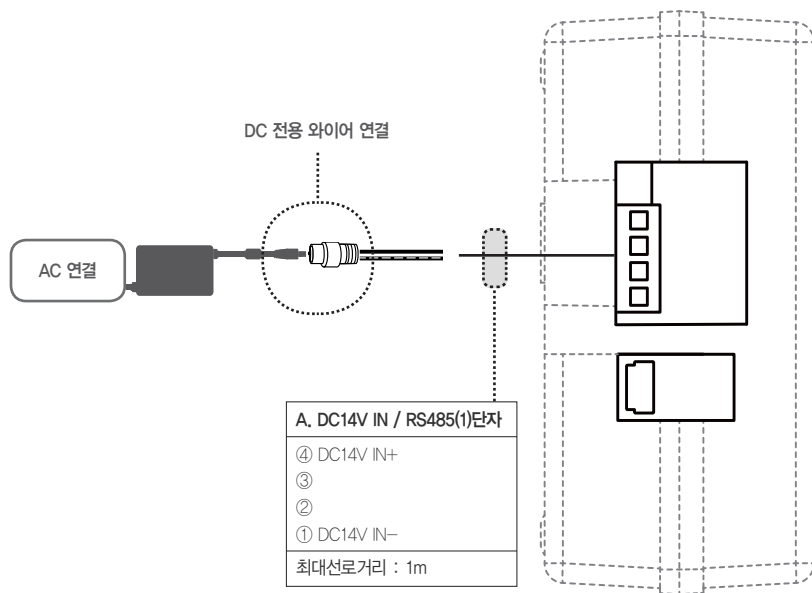 DC 전용 와이어 연결
AC 연결
A. DC14V IN / RS485(1)단자
④ DC14V IN+
③
②
① DC14V IN−
최대선로거리 : 1m